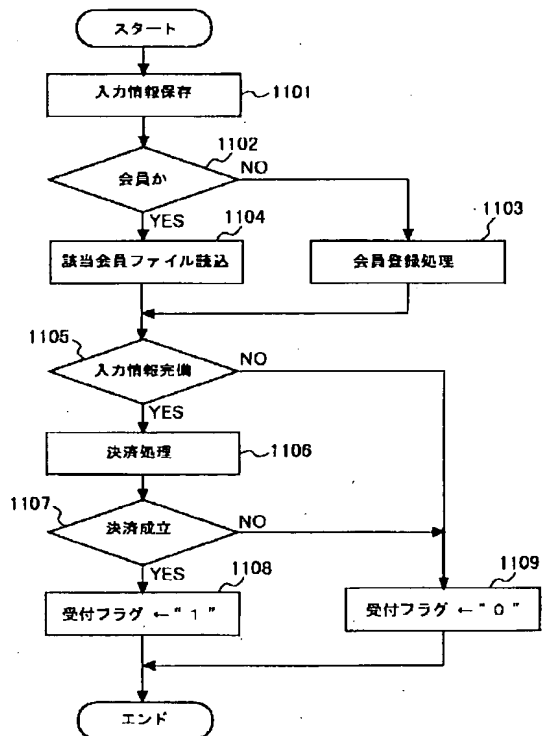 スタート
入力情報保存
1101
1102
会員か
NO
YES
1104
1103
該当会員ファイル読込
会員登録処理
1105
入力情報完備
NO
YES
決済処理
1106
1107
決済成立
NO
YES
1108
1109
受付フラグ ←“1”
受付フラグ ←“0”
エンド